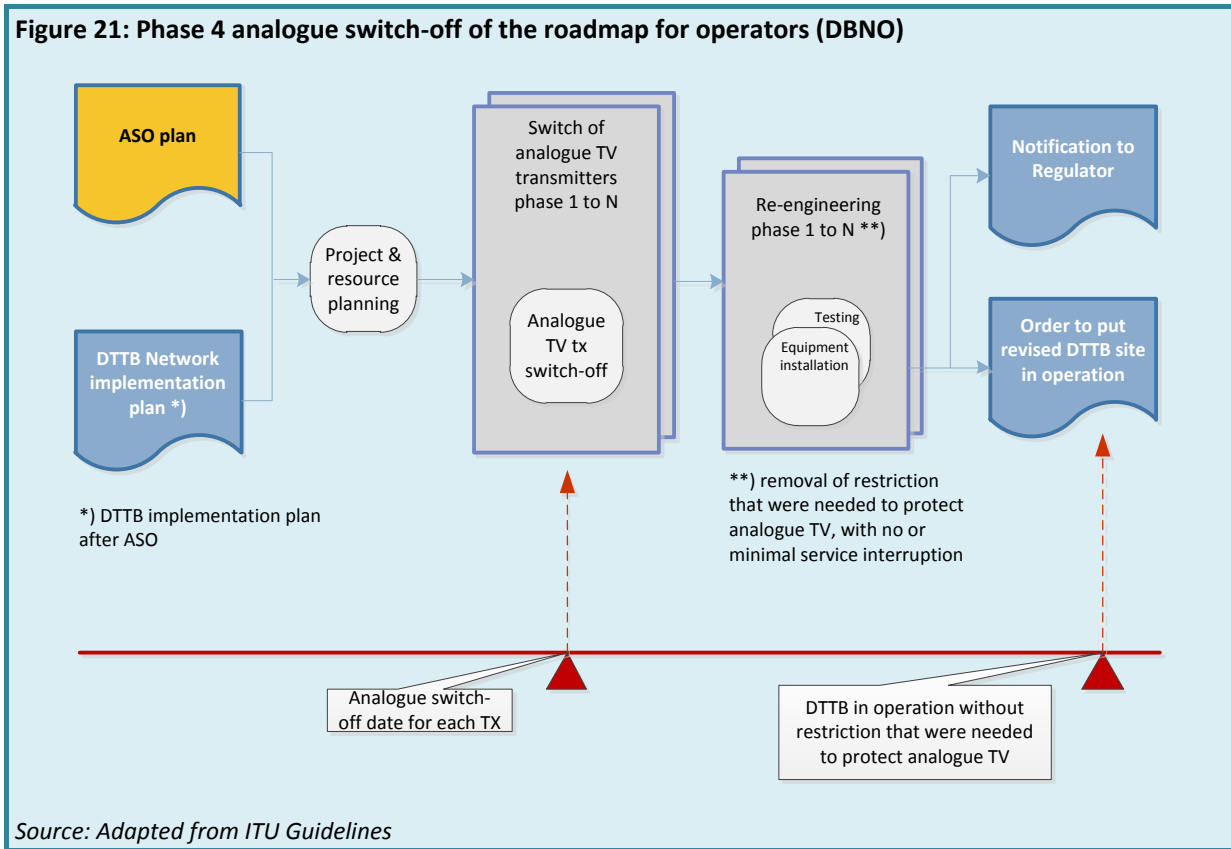 Figure 21: Phase 4 analogue switch-off of the roadmap for operators (DBNO)
ASO plan
DTTB Network
implementation
plan *)
*) DTTB implementation plan
after ASO
Project &
resource
planning
Switch of
analogue TV
transmitters
phase 1 to N
Analogue
TV tx
switch-off
Re-engineering
phase 1 to N **)
Testing
Equipment
installation
**) removal of restriction
that were needed to protect
analogue TV, with no or
minimal service interruption
Notification to
Regulator
Order to put
revised DTTB site
in operation
Analogue switch-
off date for each TX
DTTB in operation without
restriction that were needed
to protect analogue TV
Source: Adapted from ITU Guidelines